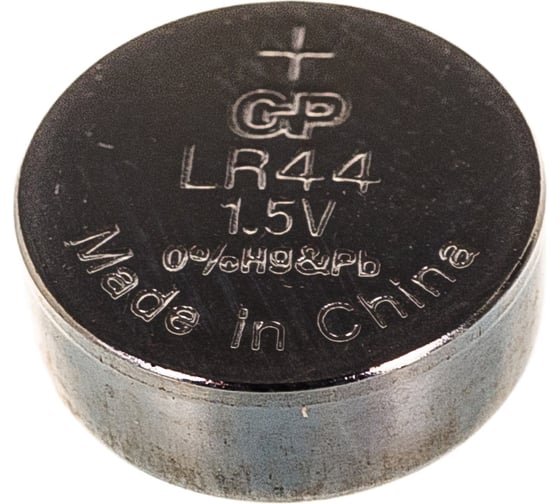 +
GP
LR44
1.5V
0%Hg&Pb
Made in China